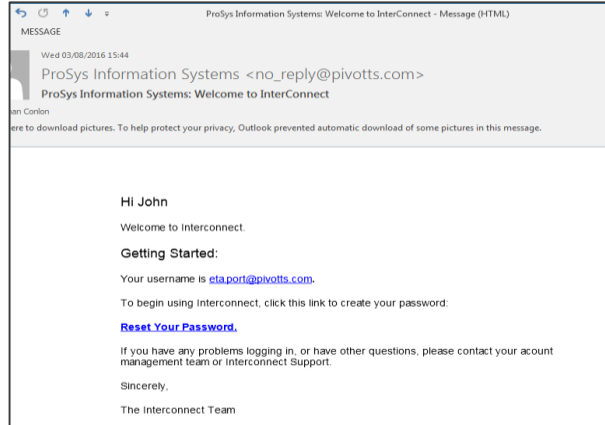 ProSys Information Systems: Welcome to InterConnect - Message (HTML)
MESSAGE
Wed 03/08/2016 15:44
ProSys Information Systems <no_reply@pivotts.com>
ProSys Information Systems: Welcome to InterConnect
an Conlon
ere to download pictures. To help protect your privacy, Outlook prevented automatic download of some pictures in this message.
Hi John
Welcome to Interconnect.
Getting Started:
Your username is eta.port@pivotts.com.
To begin using Interconnect, click this link to create your password:
Reset Your Password.
If you have any problems logging in, or have other questions, please contact your acount
management team or Interconnect Support.
Sincerely,
The Interconnect Team